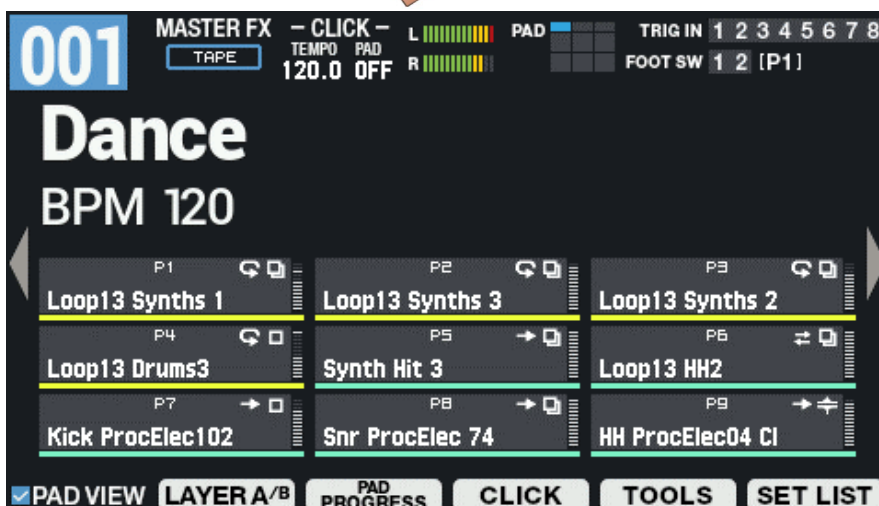 001 MASTER FX – CLICK – L PAD TRIG IN 1 2 3 4 5 6 7 8
TAPE TEMPO PAD R FOOT SW 1 2 [P1]
120.0 OFF
Dance
BPM 120
P1 P2 P3
Loop13 Synths 1 Loop13 Synths 3 Loop13 Synths 2
P4 P5 P6
Loop13 Drums3 Synth Hit 3 Loop13 HH2
P7 P8 P9
Kick ProcElec102 Snr ProcElec 74 HH ProcElec04 Cl
PAD VIEW LAYER A/B PAD PROGRESS CLICK TOOLS SET LIST